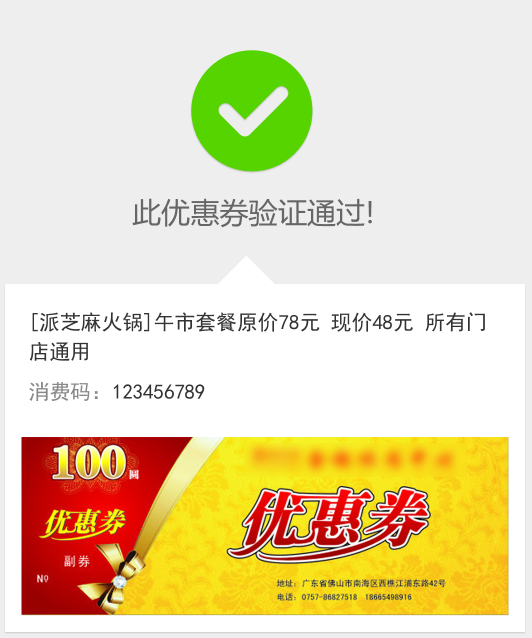 此优惠券验证通过!
[派芝麻火锅]午市套餐原价78元 现价48元 所有门
店通用
消费码：123456789
100圆
优惠券
副券
№
优惠券
地址：广东省佛山市南海区西樵江浦东路42号
电话：0757-86827518 18665498916